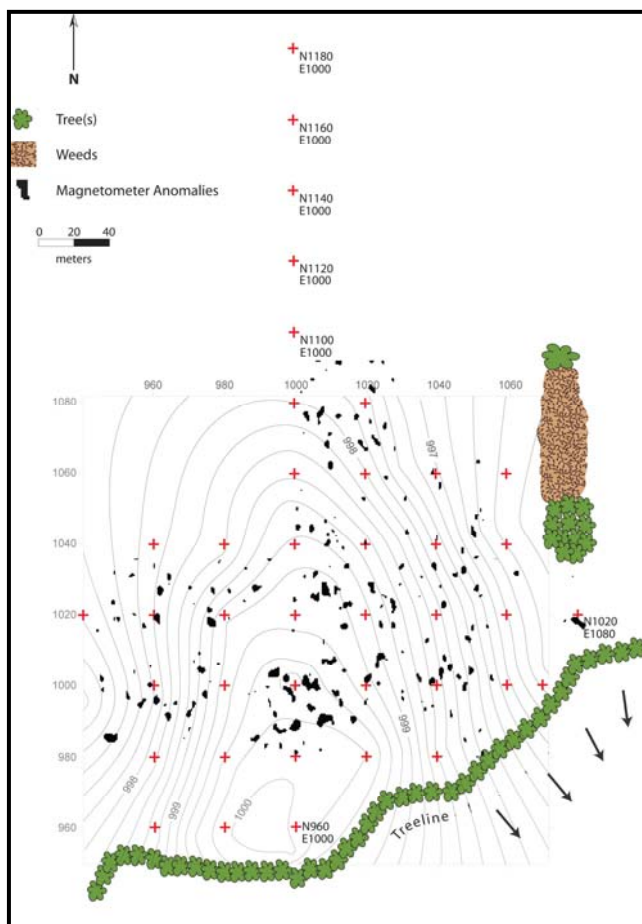 N1180
E1000
N
Tree(s)
N1160
E1000
Weeds
Magnetometer Anomalies
N1140
E1000
0 20 40
meters
N1120
E1000
N1100
E1000
960 980 1000 1020 1040 1060
1080
998
997
1060
1040
1020
N1020
E1080
1000
999
980
998
999
1000
960
N960
E1000
Treeline